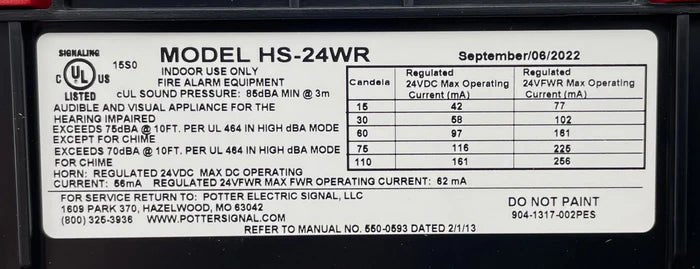 SIGNALING
C UL US
LISTED
15S0
MODEL HS-24WR
September/06/2022
INDOOR USE ONLY
FIRE ALARM EQUIPMENT
cUL SOUND PRESSURE: 85dBA MIN @ 3m
AUDIBLE AND VISUAL APPLIANCE FOR THE
HEARING IMPAIRED
EXCEEDS 75dBA @ 10FT. PER UL 464 IN HIGH dBA MODE
EXCEPT FOR CHIME
EXCEEDS 70dBA @ 10FT. PER UL 464 IN HIGH dBA MODE
FOR CHIME
HORN: REGULATED 24VDC MAX DC OPERATING
CURRENT: 56mA REGULATED 24VFWR MAX FWR OPERATING CURRENT: 62 mA
Candela Regulated 24VDC Max Operating Current (mA) Regulated 24VFWR Max Operating Current (mA)
15 42 77
30 58 102
60 97 161
75 116 225
110 161 256
FOR SERVICE RETURN TO: POTTER ELECTRIC SIGNAL, LLC
1609 PARK 370, HAZELWOOD, MO 63042
(800) 325-3936 WWW.POTTERSIGNAL.COM
DO NOT PAINT
904-1317-002PES
REFER TO MANUAL NO. 550-0593 DATED 2/1/13